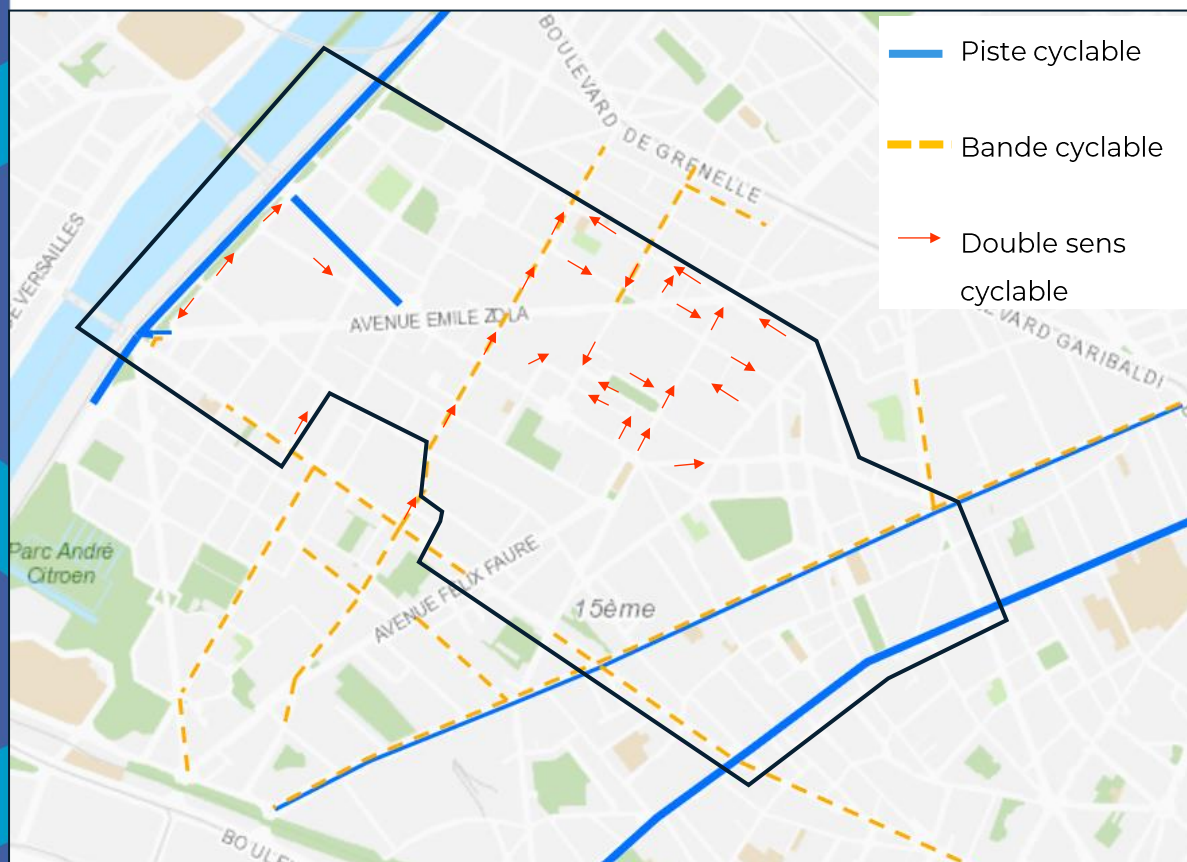 BOULEVARD DE GRENELLE
Piste cyclable
Bande cyclable
Double sens
cyclable
E VERSAILLES
AVENUE EMILE ZOLA
EVARD GARIBALDI
Parc André
Citroen
AVENUE FELIX FAURE
15ème
BOULE